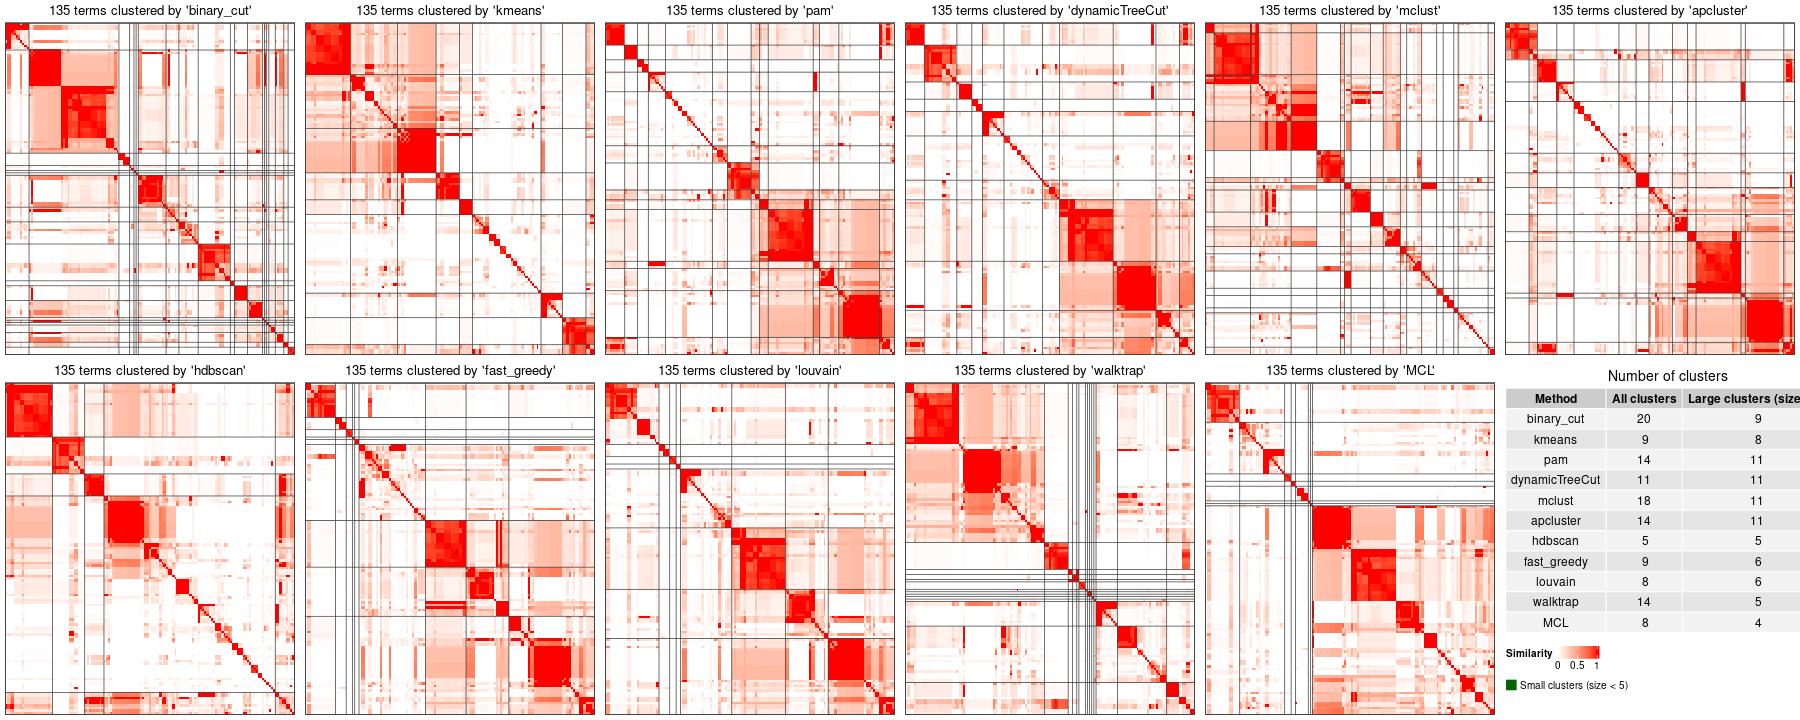 135 terms clustered by 'binary_cut'
135 terms clustered by 'kmeans'
135 terms clustered by 'pam'
135 terms clustered by 'dynamicTreeCut'
135 terms clustered by 'mclust'
135 terms clustered by 'apcluster'
135 terms clustered by 'hdbscan'
135 terms clustered by 'fast_greedy'
135 terms clustered by 'louvain'
135 terms clustered by 'walktrap'
135 terms clustered by 'MCL'
Number of clusters
Method All clusters Large clusters (size
binary_cut 20 9
kmeans 9 8
pam 14 11
dynamicTreeCut 11 11
mclust 18 11
apcluster 14 11
hdbscan 5 5
fast_greedy 9 6
louvain 8 6
walktrap 14 5
MCL 8 4
Similarity
0 0.5 1
Small clusters (size < 5)